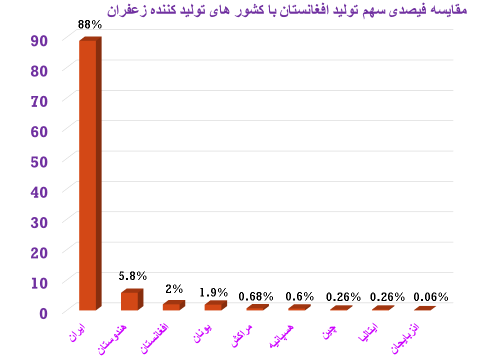 مقایسه فیصدی سهم تولید افغانستان با کشور های تولید کننده زعفران
90
80
70
60
50
40
30
20
10
0
88%
5.8%
2%
1.9%
0.68%
0.6%
0.26%
0.26%
0.06%
ایران
هندوستان
افغانستان
یونان
مراکش
هسپانیه
چین
ایتالیا
آذربایجان